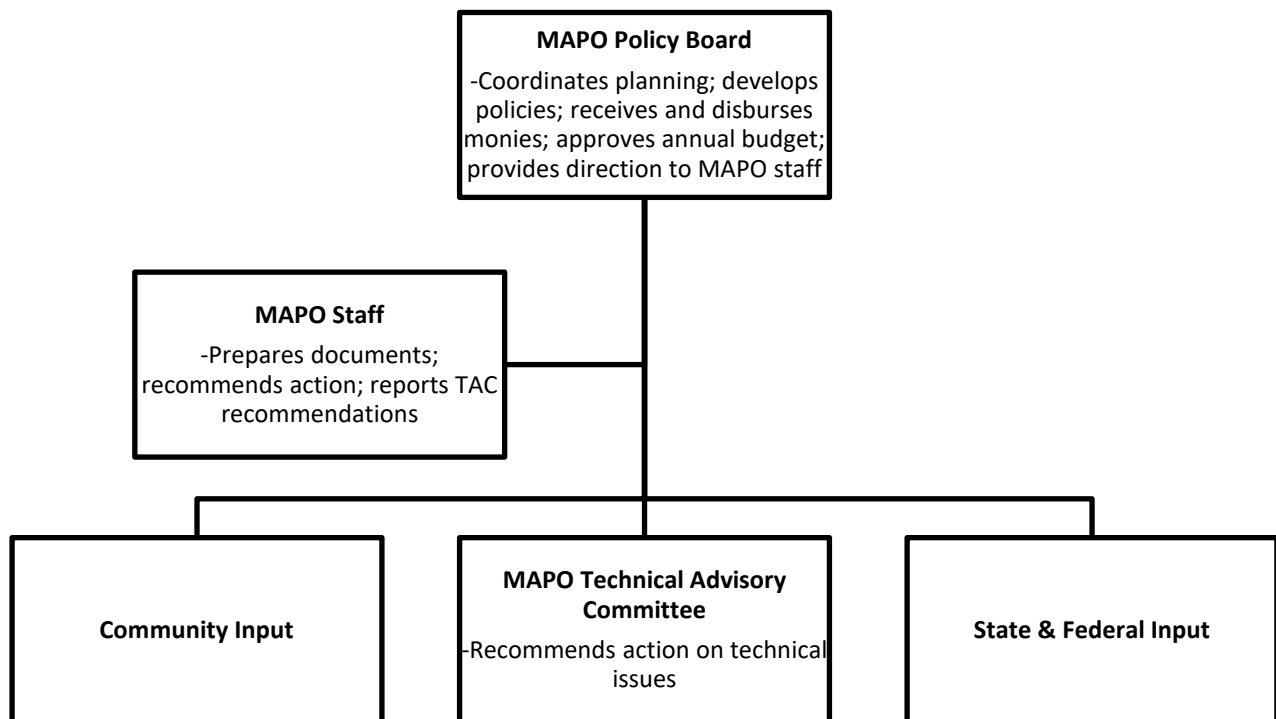 MAPO Policy Board
-Coordinates planning; develops
policies; receives and disburses
monies; approves annual budget;
provides direction to MAPO staff
MAPO Staff
-Prepares documents;
recommends action; reports TAC
recommendations
Community Input
MAPO Technical Advisory
Committee
-Recommends action on technical
issues
State & Federal Input